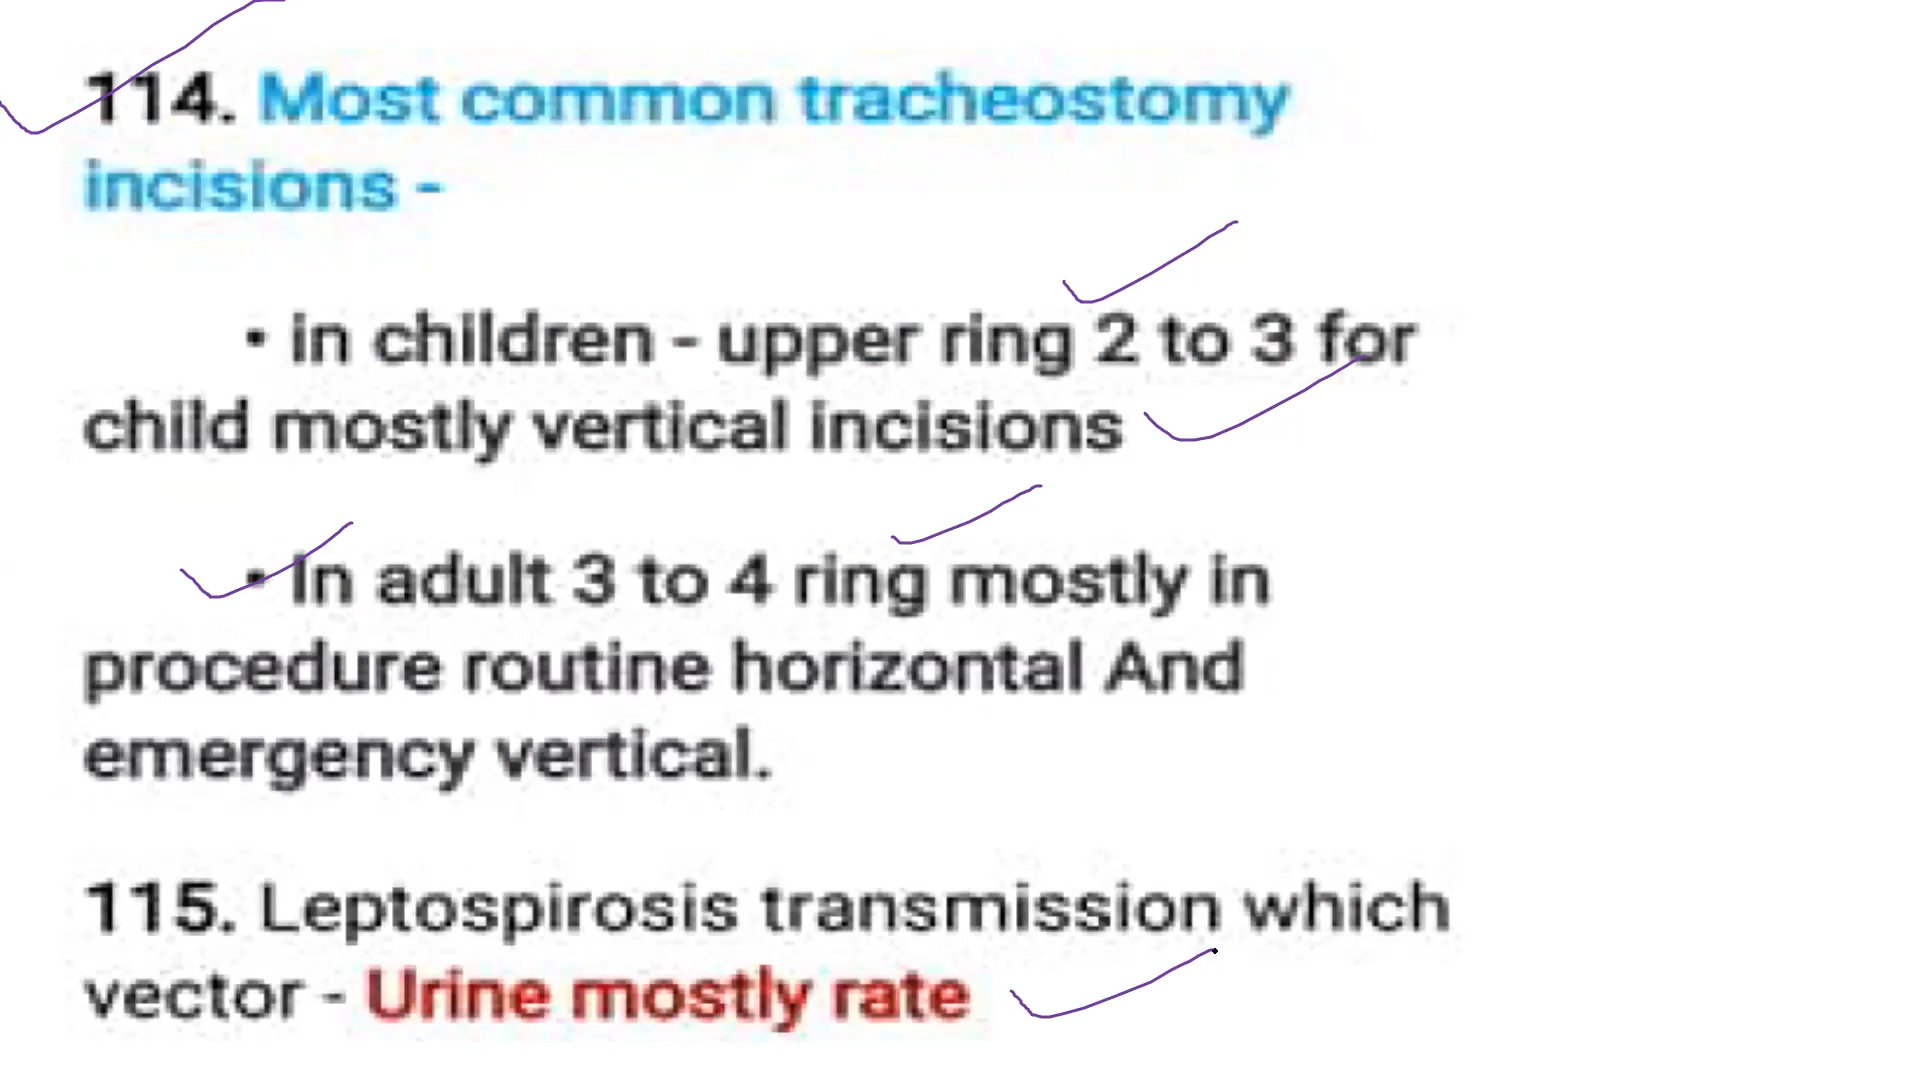 114. Most common tracheostomy
incisions -
• in children - upper ring 2 to 3 for
child mostly vertical incisions
• In adult 3 to 4 ring mostly in
procedure routine horizontal And
emergency vertical.
115. Leptospirosis transmission which
vector - Urine mostly rate